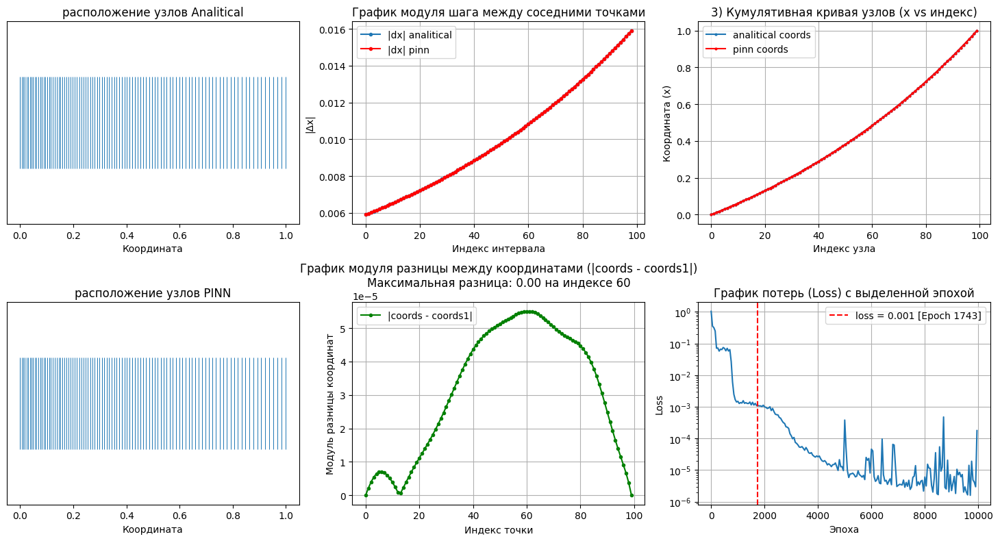 расположение узлов Analitical
0.0 0.2 0.4 0.6 0.8 1.0
Координата
График модуля шага между соседними точками
|dx| analitical
|dx| pinn
0.016
0.014
0.012
0.010
0.008
0.006
|Δx|
0 20 40 60 80 100
Индекс интервала
3) Кумулятивная кривая узлов (x vs индекс)
analitical coords
pinn coords
1.0
0.8
0.6
0.4
0.2
0.0
Координата (x)
0 20 40 60 80 100
Индекс узла
расположение узлов PINN
0.0 0.2 0.4 0.6 0.8 1.0
Координата
График модуля разницы между координатами (|coords - coords1|)
Максимальная разница: 0.00 на индексе 60
1e−5
|coords - coords1|
5
4
3
2
1
0
Модуль разницы координат
0 20 40 60 80 100
Индекс точки
График потерь (Loss) с выделенной эпохой
loss = 0.001 [Epoch 1743]
10⁰
10⁻¹
10⁻²
10⁻³
10⁻⁴
10⁻⁵
10⁻⁶
Loss
0 2000 4000 6000 8000 10000
Эпоха